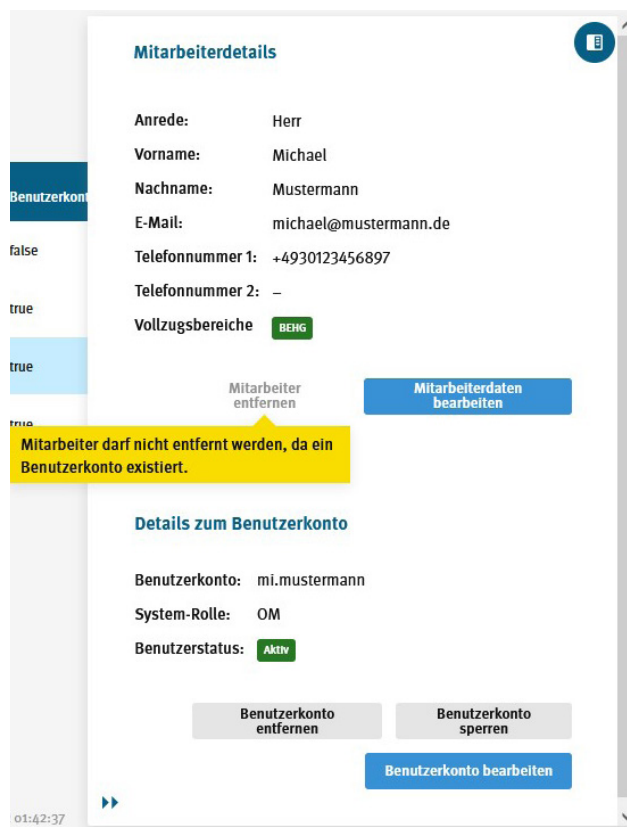 Mitarbeiterdetails
Anrede: Herr
Vorname: Michael
Benutzerkont
Nachname: Mustermann
E-Mail: michael@mustermann.de
false
Telefonnummer 1: +4930123456897
Telefonnummer 2: –
true
Vollzugsbereiche BEHG
true
Mitarbeiter entfernen
Mitarbeiterdaten bearbeiten
true
Mitarbeiter darf nicht entfernt werden, da ein
Benutzerkonto existiert.
Details zum Benutzerkonto
Benutzerkonto: mi.mustermann
System-Rolle: OM
Benutzerstatus: Aktiv
Benutzerkonto entfernen
Benutzerkonto sperren
Benutzerkonto bearbeiten
01:42:37